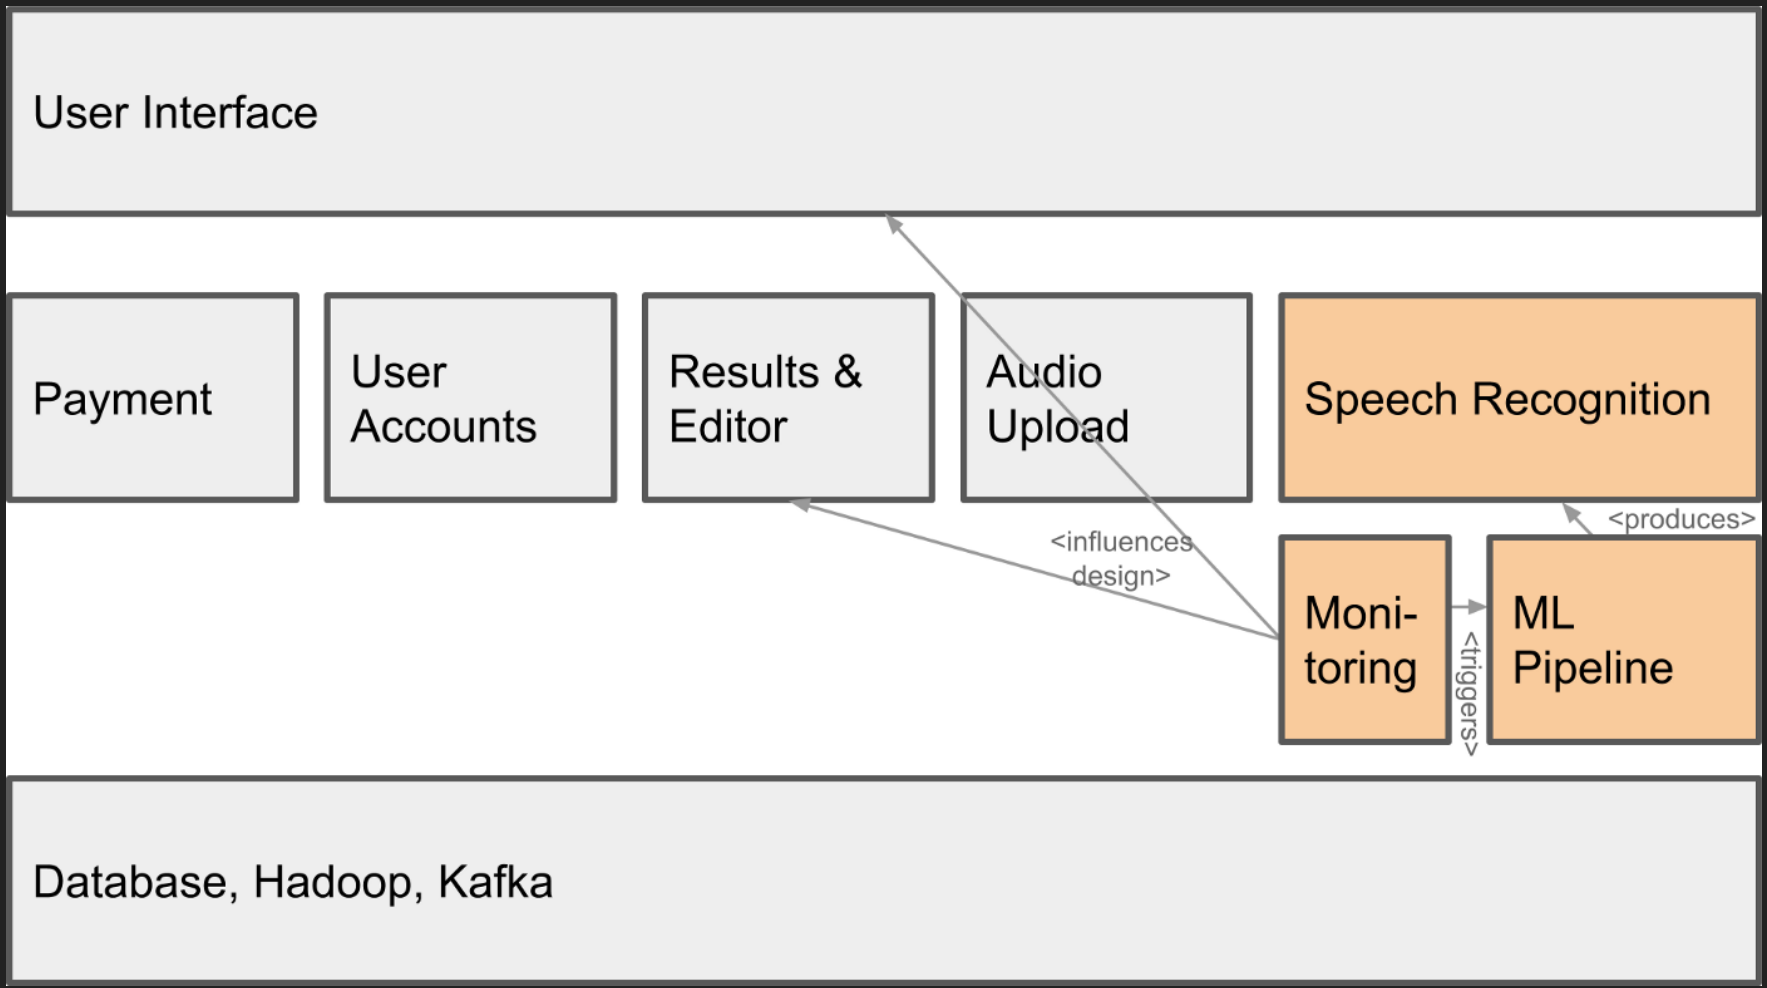 User Interface
Payment
User
Accounts
Results &
Editor
Audio
Upload
Speech Recognition
<influences
design>
<produces>
Moni-
toring
<triggers>
ML
Pipeline
Database, Hadoop, Kafka